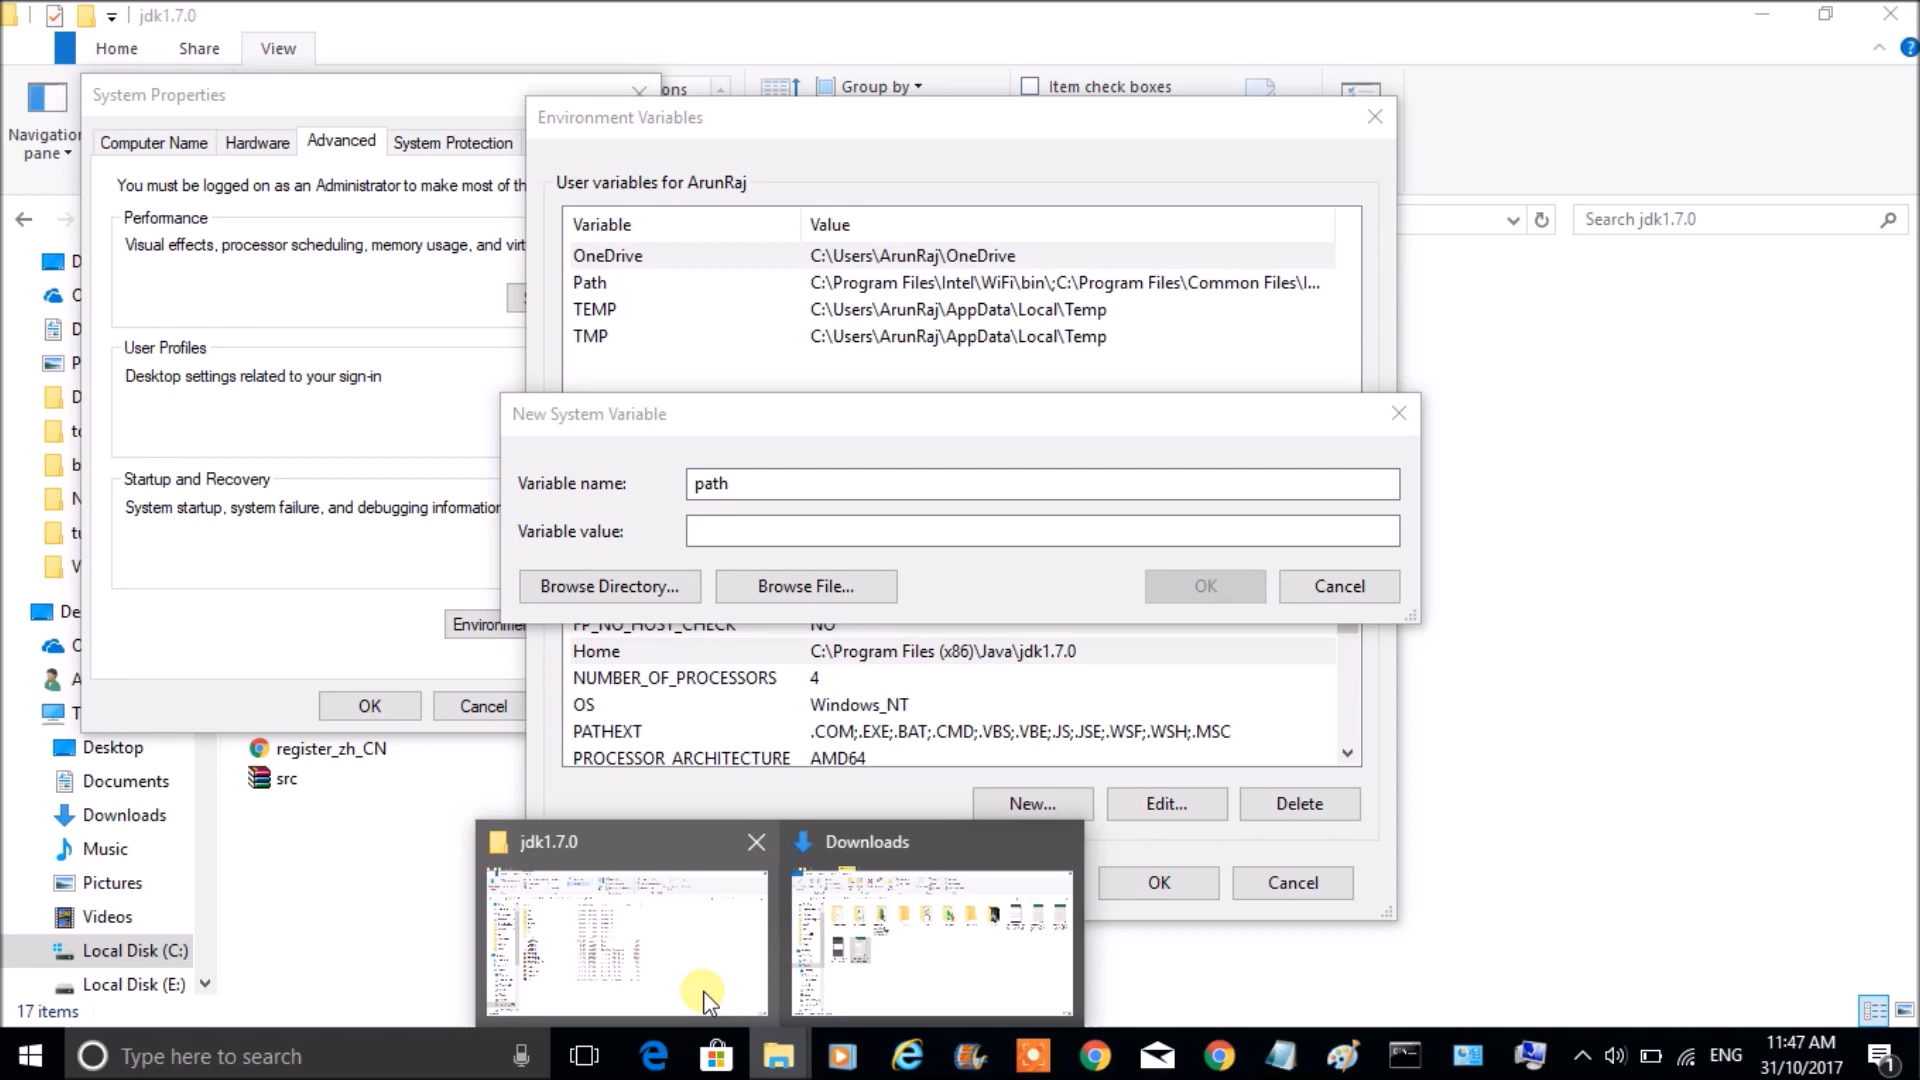 jdk1.7.0
Home Share View
ons
Group by
Item check boxes
Navigation
pane
System Properties
Computer Name Hardware Advanced System Protection
You must be logged on as an Administrator to make most of th
Performance
Visual effects, processor scheduling, memory usage, and virt
User Profiles
Desktop settings related to your sign-in
Startup and Recovery
System startup, system failure, and debugging information
Environmen
OK Cancel
Environment Variables
User variables for ArunRaj
Variable Value
OneDrive C:\Users\ArunRaj\OneDrive
Path C:\Program Files\Intel\WiFi\bin\;C:\Program Files\Common Files\I...
TEMP C:\Users\ArunRaj\AppData\Local\Temp
TMP C:\Users\ArunRaj\AppData\Local\Temp
New System Variable
Variable name: path
Variable value:
Browse Directory... Browse File... OK Cancel
FP_NO_HOST_CHECK NO
Home C:\Program Files (x86)\Java\jdk1.7.0
NUMBER_OF_PROCESSORS 4
OS Windows_NT
PATHEXT .COM;.EXE;.BAT;.CMD;.VBS;.VBE;.JS;.JSE;.WSF;.WSH;.MSC
PROCESSOR_ARCHITECTURE AMD64
New... Edit... Delete
OK Cancel
Search jdk1.7.0
De
Desktop
Documents
Downloads
Music
Pictures
Videos
Local Disk (C:)
Local Disk (E:)
register_zh_CN
src
17 items
jdk1.7.0
Downloads
Type here to search
ENG
11:47 AM
31/10/2017
1